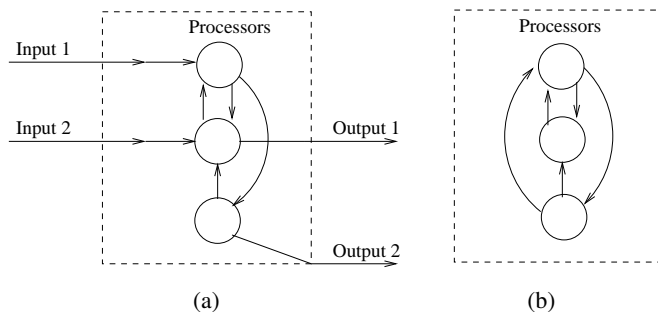 Processors
Input 1
Input 2
Output 1
Output 2
(a)
Processors
(b)